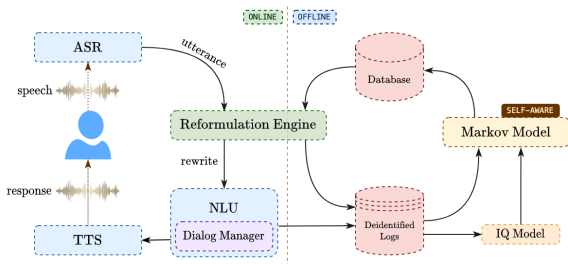 ONLINE
OFFLINE
ASR
utterance
Database
speech
SELF-AWARE
Reformulation Engine
Markov Model
rewrite
response
NLU
Dialog Manager
Deidentified
Logs
TTS
IQ Model